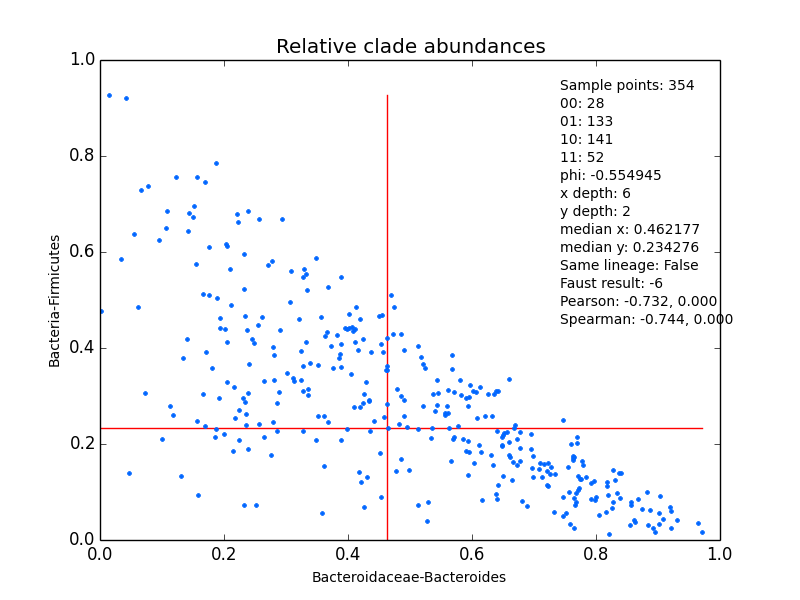 Relative clade abundances
1.0
0.8
0.6
0.4
0.2
0.0
Bacteria-Firmicutes
Sample points: 354
00: 28
01: 133
10: 141
11: 52
phi: -0.554945
x depth: 6
y depth: 2
median x: 0.462177
median y: 0.234276
Same lineage: False
Faust result: -6
Pearson: -0.732, 0.000
Spearman: -0.744, 0.000
0.0 0.2 0.4 0.6 0.8 1.0
Bacteroidaceae-Bacteroides